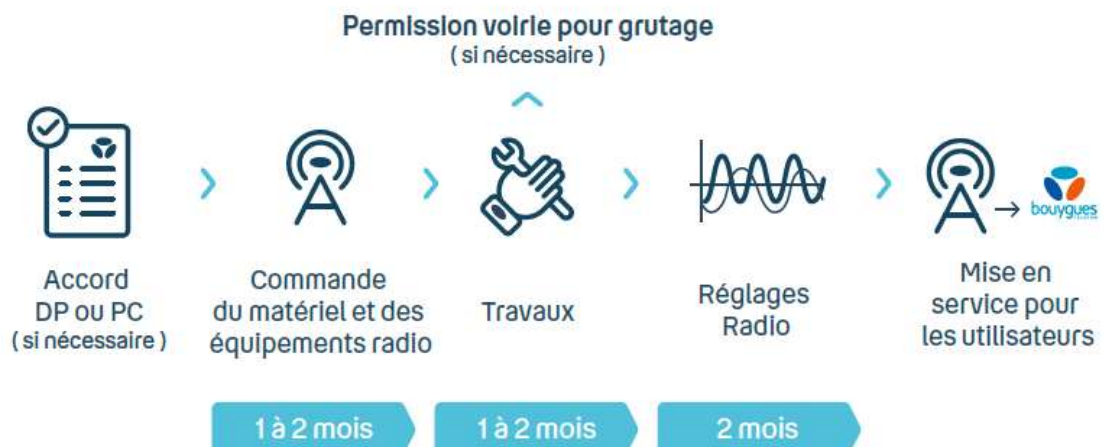 Permission voirie pour grutage
( si nécessaire )
Accord
DP ou PC
( si nécessaire )
Commande
du matériel et des
équipements radio
Travaux
Réglages
Radio
bouygues
Mise en
service pour
les utilisateurs
1 à 2 mois
1 à 2 mois
2 mois